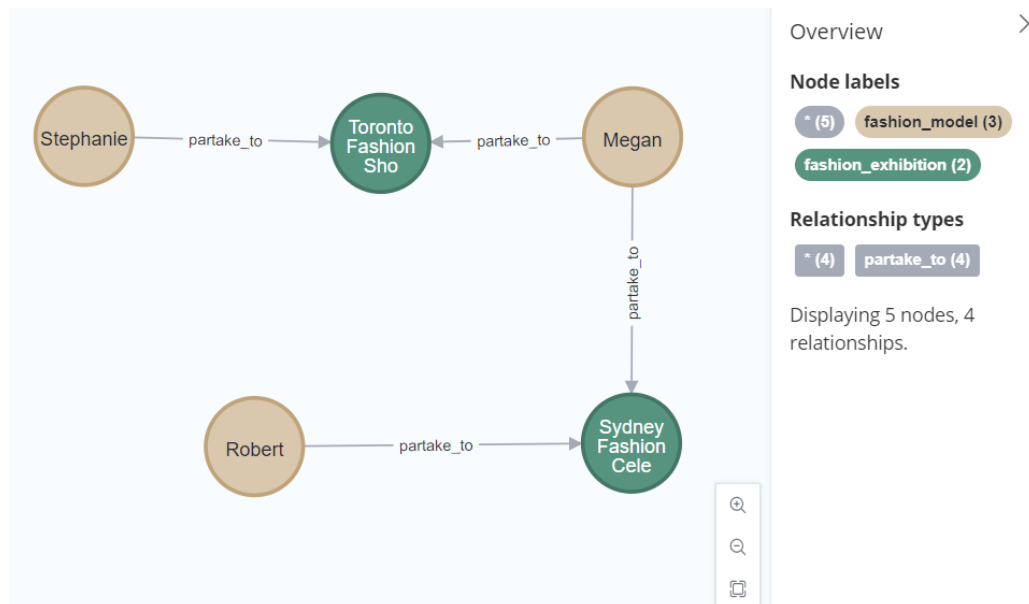 Stephanie
partake_to
Toronto
Fashion
Sho
partake_to
Megan
partake_to
Robert
partake_to
Sydney
Fashion
Cele
Overview
Node labels
* (5)
fashion_model (3)
fashion_exhibition (2)
Relationship types
* (4)
partake_to (4)
Displaying 5 nodes, 4
relationships.